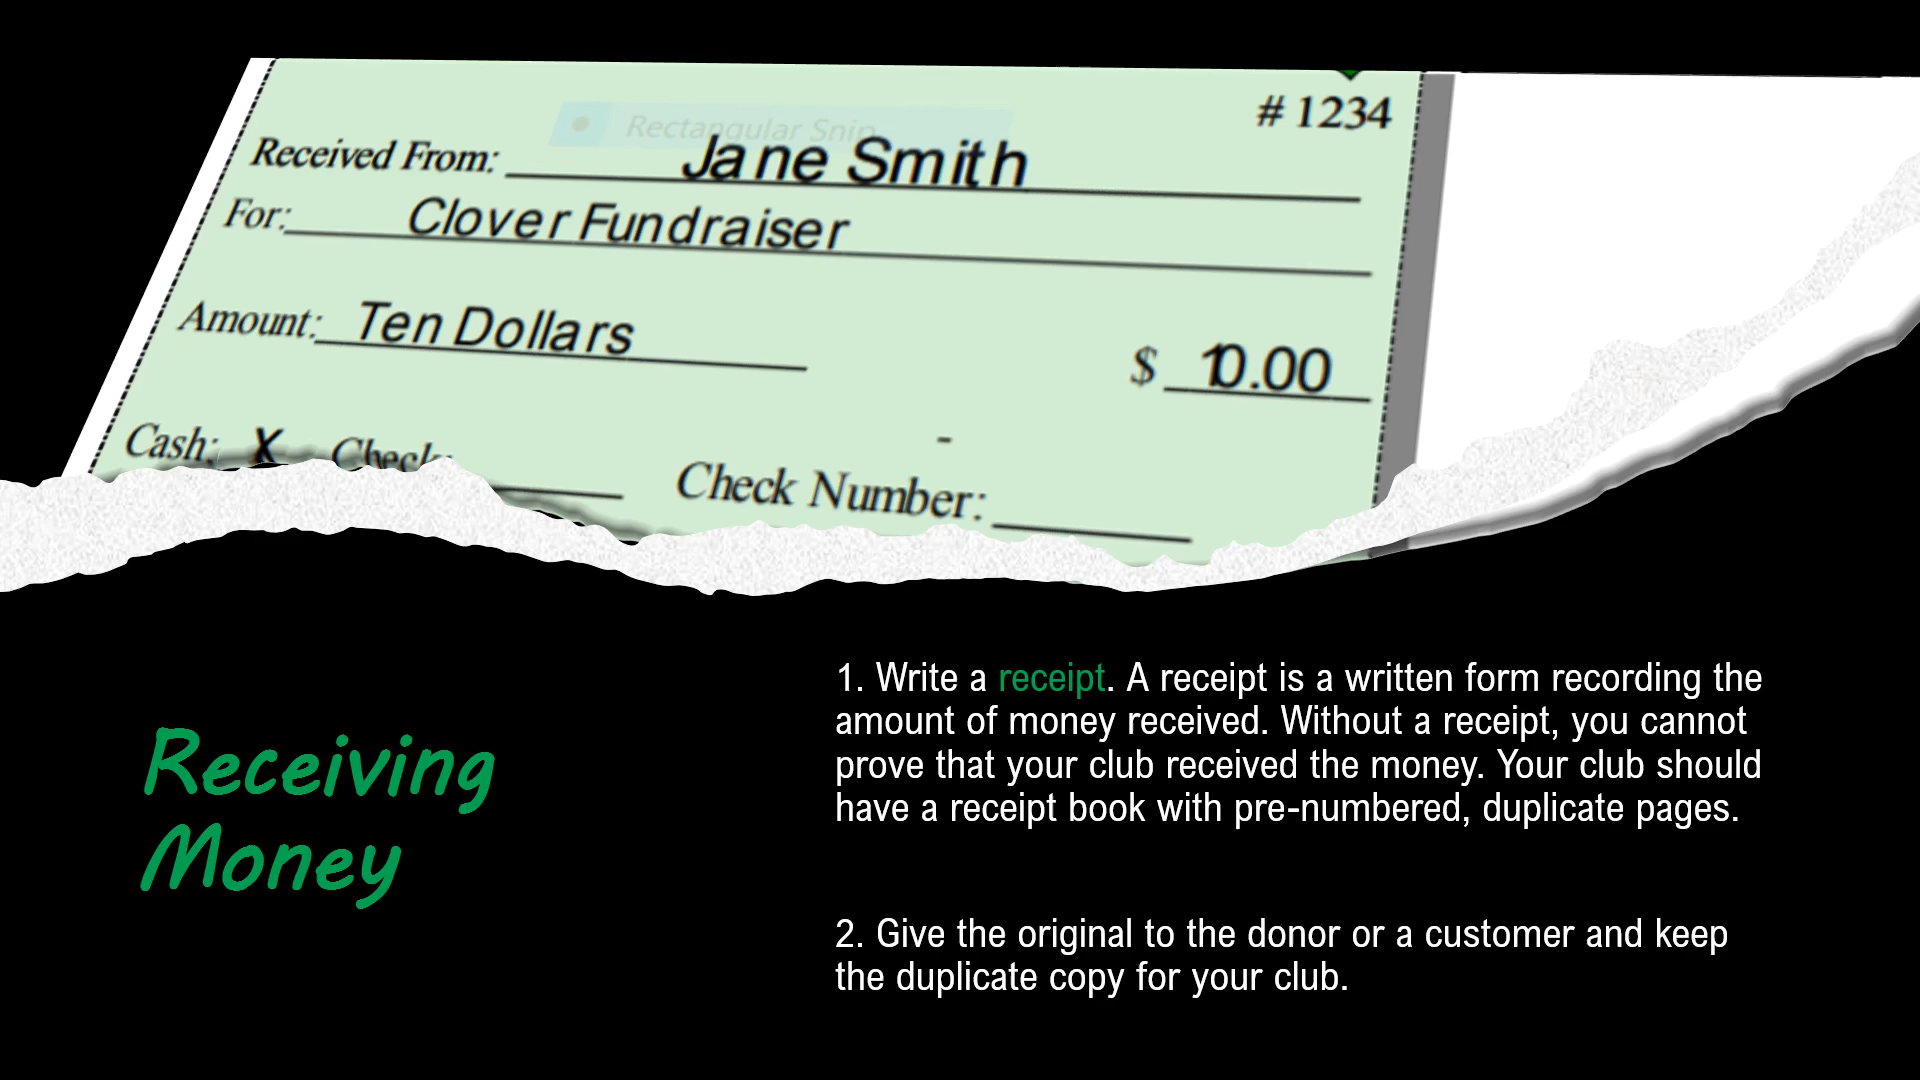 # 1234
Rectangular Snip
Received From: Jane Smith
For: Clover Fundraiser
Amount: Ten Dollars $ 10.00
Cash: X Check: Check Number:
Receiving
Money
1. Write a receipt. A receipt is a written form recording the
amount of money received. Without a receipt, you cannot
prove that your club received the money. Your club should
have a receipt book with pre-numbered, duplicate pages.
2. Give the original to the donor or a customer and keep
the duplicate copy for your club.